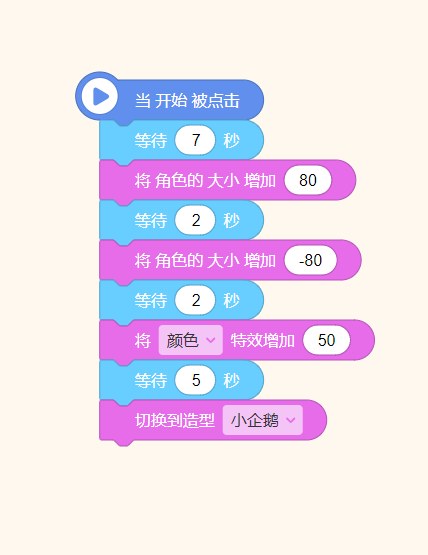 当 开始 被点击
等待 7 秒
将 角色的 大小 增加 80
等待 2 秒
将 角色的 大小 增加 -80
等待 2 秒
将 颜色 特效增加 50
等待 5 秒
切换到造型 小企鹅